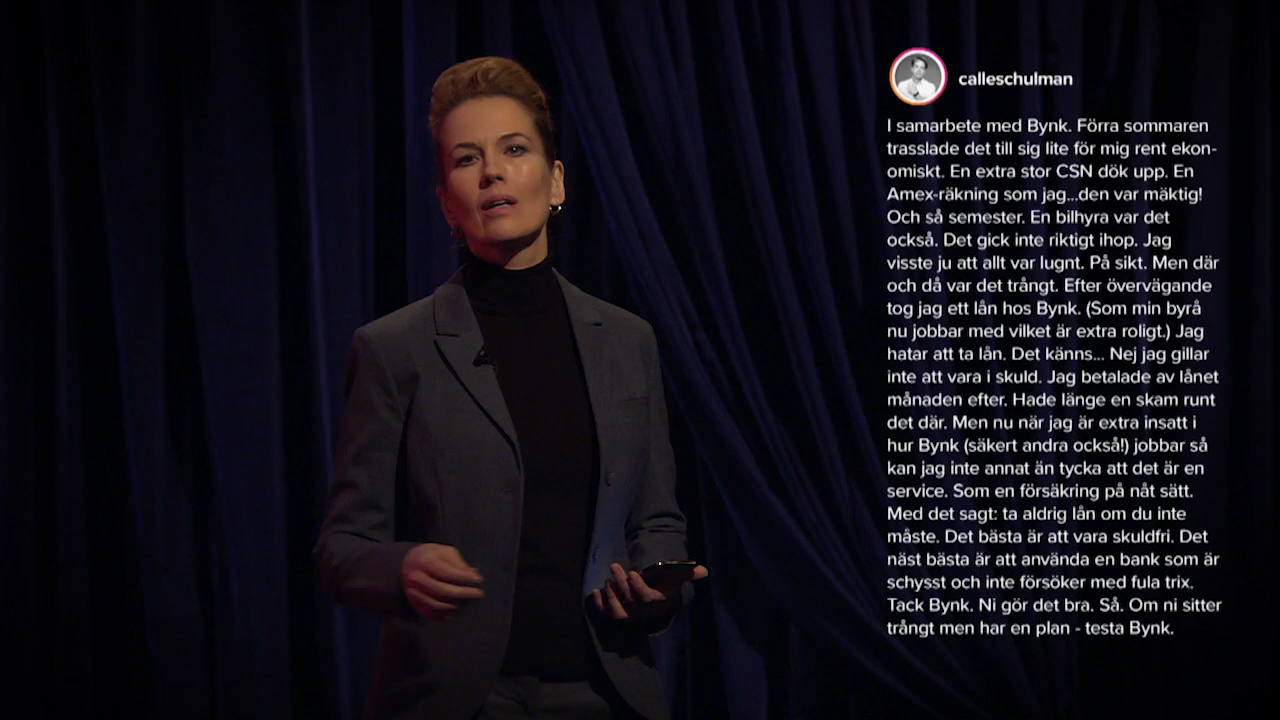 calleschulman
I samarbete med Bynk. Förra sommaren
trasslade det till sig lite för mig rent ekon-
omiskt. En extra stor CSN dök upp. En
Amex-räkning som jag...den var mäktig!
Och så semester. En bilhyra var det
också. Det gick inte riktigt ihop. Jag
visste ju att allt var lugnt. På sikt. Men där
och då var det trångt. Efter övervägande
tog jag ett lån hos Bynk. (Som min byrå
nu jobbar med vilket är extra roligt.) Jag
hatar att ta lån. Det känns... Nej jag gillar
inte att vara i skuld. Jag betalade av lånet
månaden efter. Hade länge en skam runt
det där. Men nu när jag är extra insatt i
hur Bynk (säkert andra också!) jobbar så
kan jag inte annat än tycka att det är en
service. Som en försäkring på nåt sätt.
Med det sagt: ta aldrig lån om du inte
måste. Det bästa är att vara skuldfri. Det
näst bästa är att använda en bank som är
schysst och inte försöker med fula trix.
Tack Bynk. Ni gör det bra. Så. Om ni sitter
trångt men har en plan - testa Bynk.